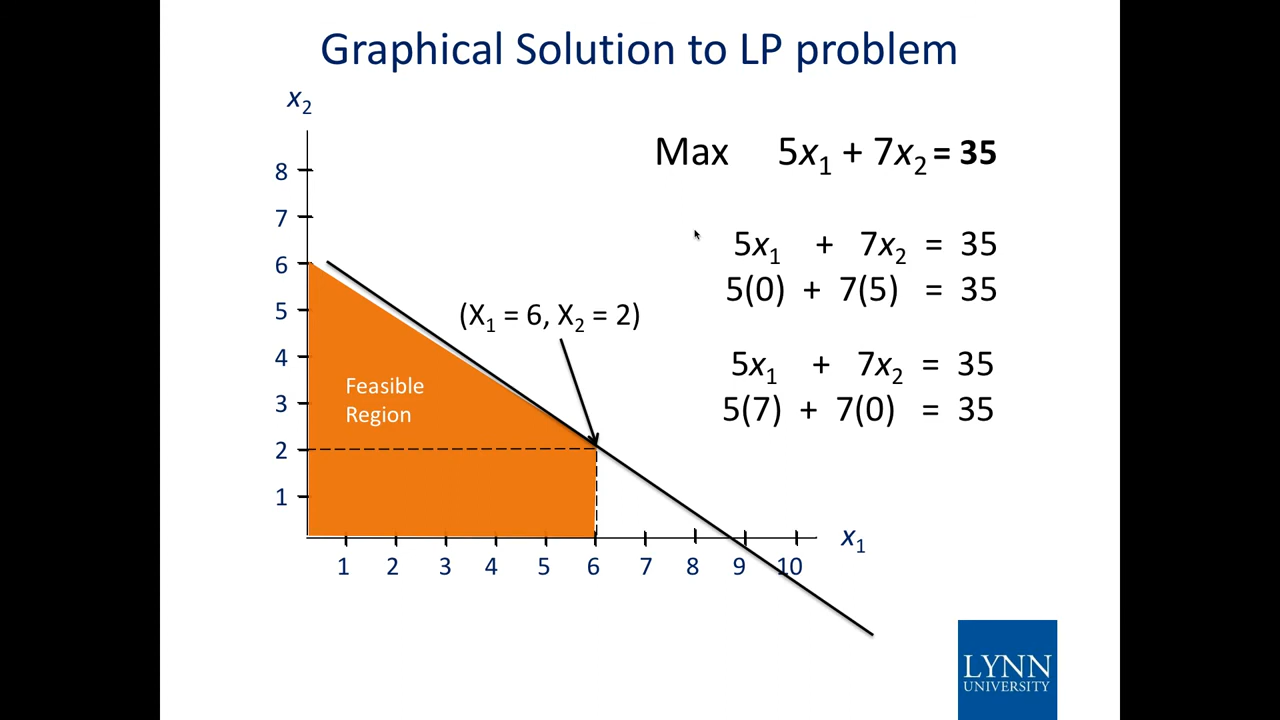 Graphical Solution to LP problem
x2
Max 5x1 + 7x2 = 35
8
7
5x1 + 7x2 = 35
6
5(0) + 7(5) = 35
5
(X1 = 6, X2 = 2)
4
5x1 + 7x2 = 35
Feasible
Region
3
5(7) + 7(0) = 35
2
1
x1
1 2 3 4 5 6 7 8 9 10
LYNN
UNIVERSITY